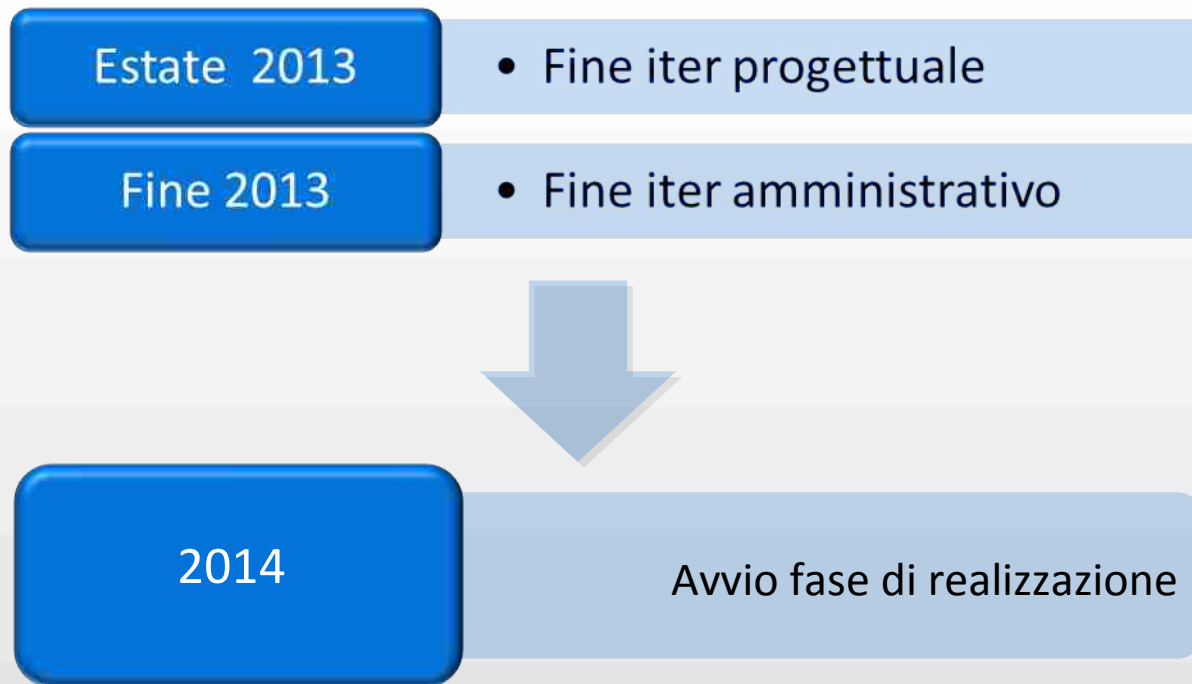 Estate 2013
• Fine iter progettuale
Fine 2013
• Fine iter amministrativo
2014
Avvio fase di realizzazione